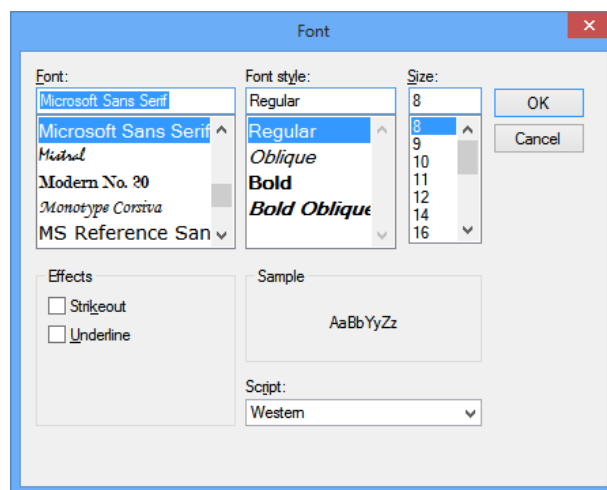 Font
Font:
Microsoft Sans Serif
Microsoft Sans Serif
Mistral
Modern No. 20
Monotype Corsiva
MS Reference San
Font style:
Regular
Regular
Oblique
Bold
Bold Oblique
Size:
8
8
9
10
11
12
14
16
OK
Cancel
Effects
Strikeout
Underline
Sample
AaBbYyZz
Script:
Western